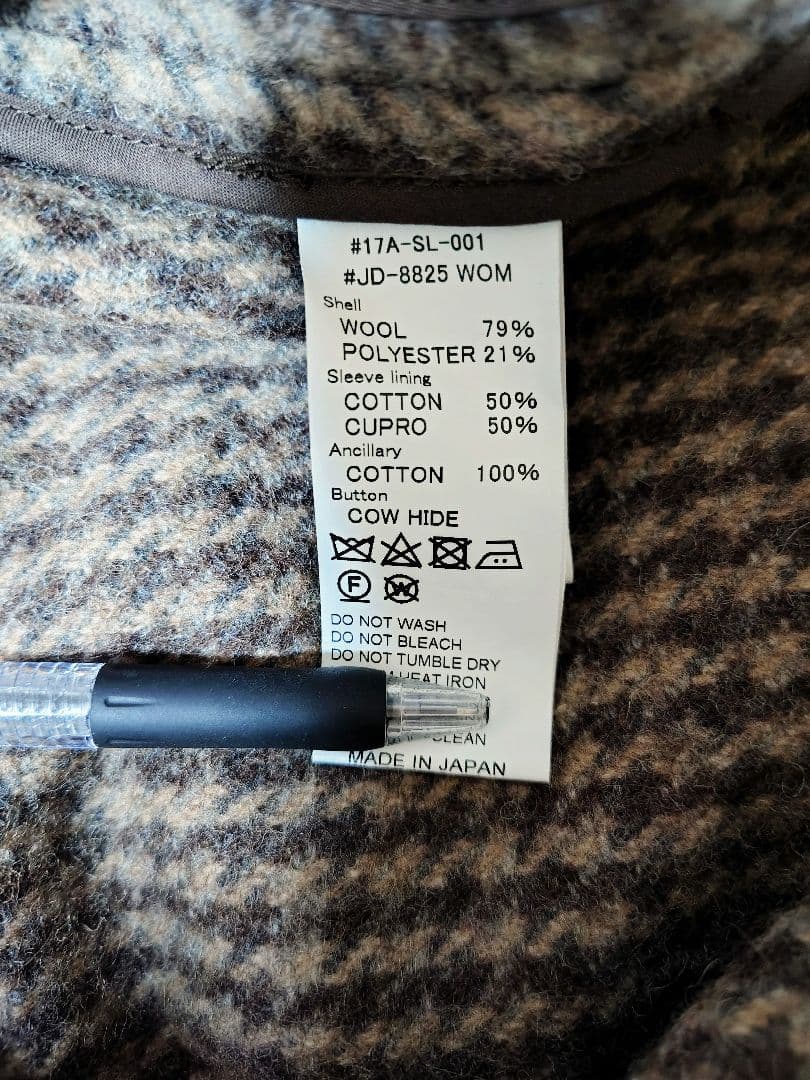 #17A-SL-001
#JD-8825 WOM
Shell
WOOL 79%
POLYESTER 21%
Sleeve lining
COTTON 50%
CUPRO 50%
Ancillary
COTTON 100%
Button
COW HIDE
F W
DO NOT WASH
DO NOT BLEACH
DO NOT TUMBLE DRY
HEAT IRON
CLEAN
MADE IN JAPAN